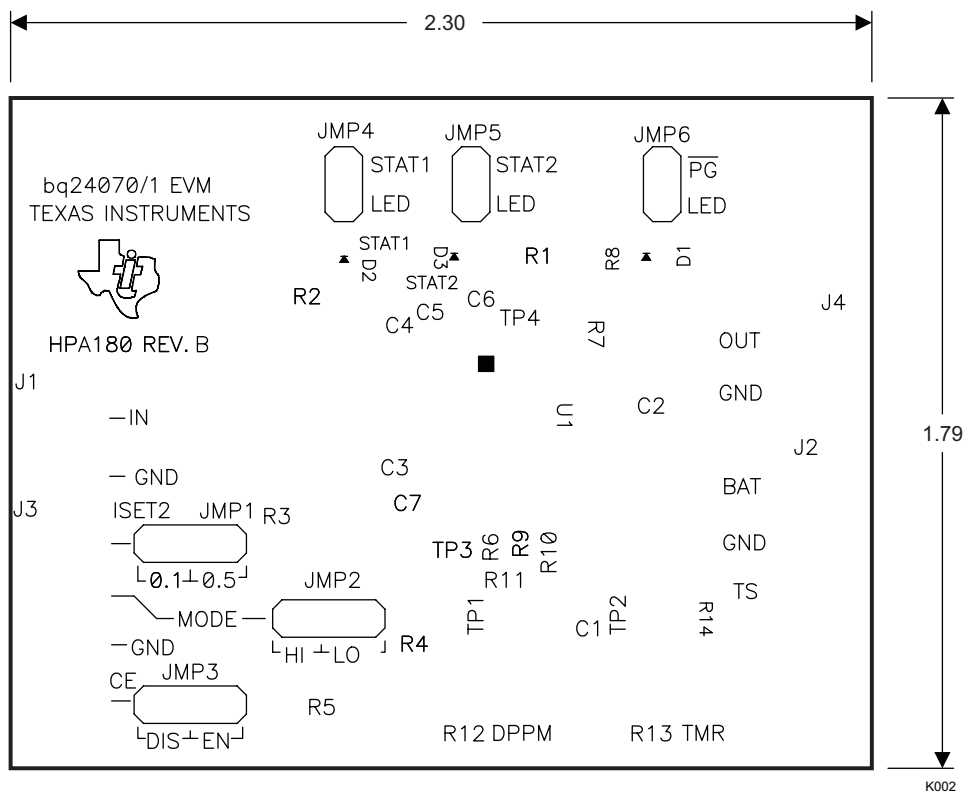 2.30
JMP4
JMP5
JMP6
STAT1
STAT2
PG
LED
LED
LED
bq24070/1 EVM
TEXAS INSTRUMENTS
ti
STAT1
D2
D3
STAT2
R1
R8
D1
R2
C4
C5
C6
TP4
R7
J4
HPA180 REV. B
OUT
J1
GND
IN
U1
C2
1.79
J2
C3
GND
BAT
C7
J3
ISET2
JMP1
R3
GND
0.1
0.5
TP3
R6
R9
R10
R11
JMP2
TS
MODE
TP1
C1
TP2
R14
GND
HI
LO
R4
CE
JMP3
R5
DIS
EN
R12 DPPM
R13 TMR
K002